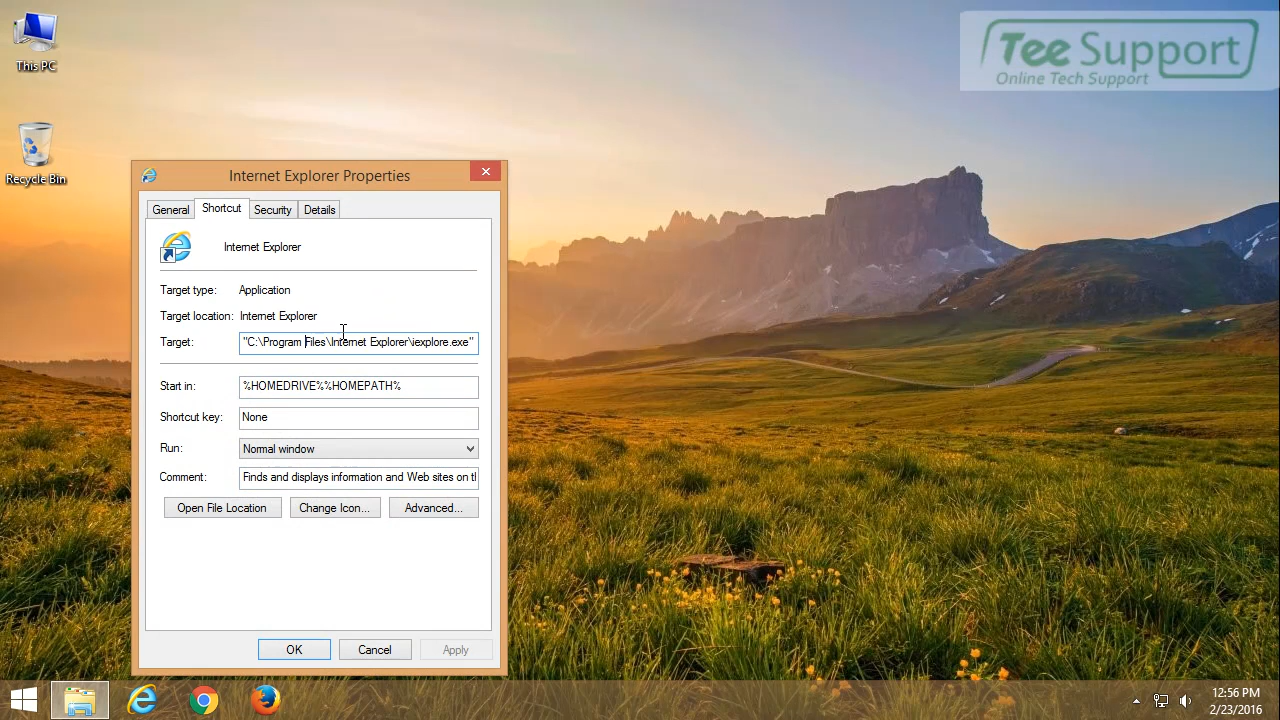 Tee Support
Online Tech Support
This PC
Recycle Bin
Internet Explorer Properties
General Shortcut Security Details
Internet Explorer
Target type: Application
Target location: Internet Explorer
Target: "C:\Program Files\Internet Explorer\iexplore.exe"
Start in: %HOMEDRIVE%%HOMEPATH%
Shortcut key: None
Run: Normal window
Comment: Finds and displays information and Web sites on tl
Open File Location Change Icon... Advanced...
OK Cancel Apply
12:56 PM
2/23/2016